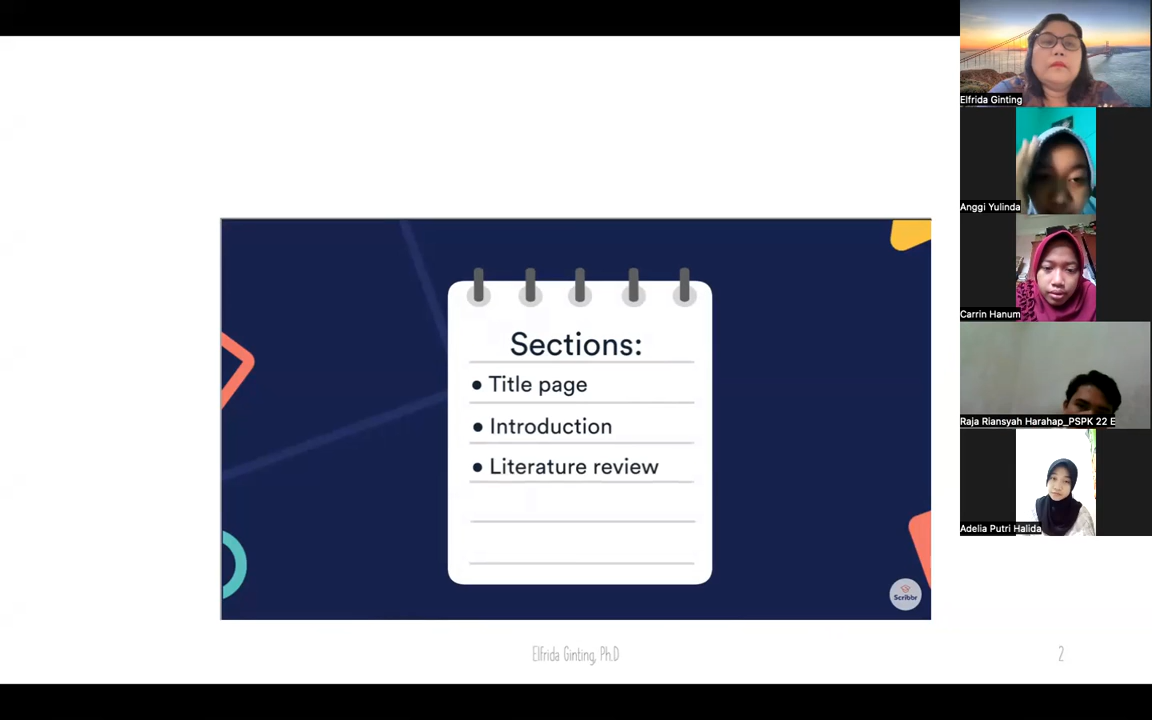 Sections:
• Title page
• Introduction
• Literature review
Scribbr
Elfrida Ginting, Ph.D
2
Elfrida Ginting
Anggi Yulinda
Carrin Hanum
Raja Riansyah Harahap_PSPK 22 E
Adelia Putri Halida